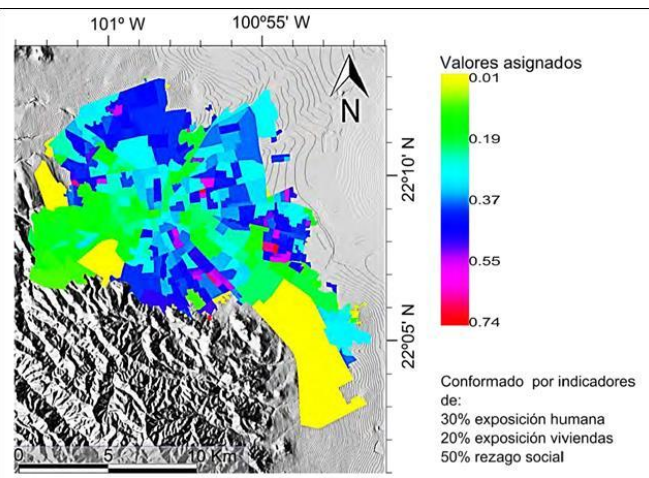 101° W 100°55' W
N
22°10' N
22°05' N
0 5 10 Km
Valores asignados
0.01
0.19
0.37
0.55
0.74
Conformado por indicadores
de:
30% exposición humana
20% exposición viviendas
50% rezago social